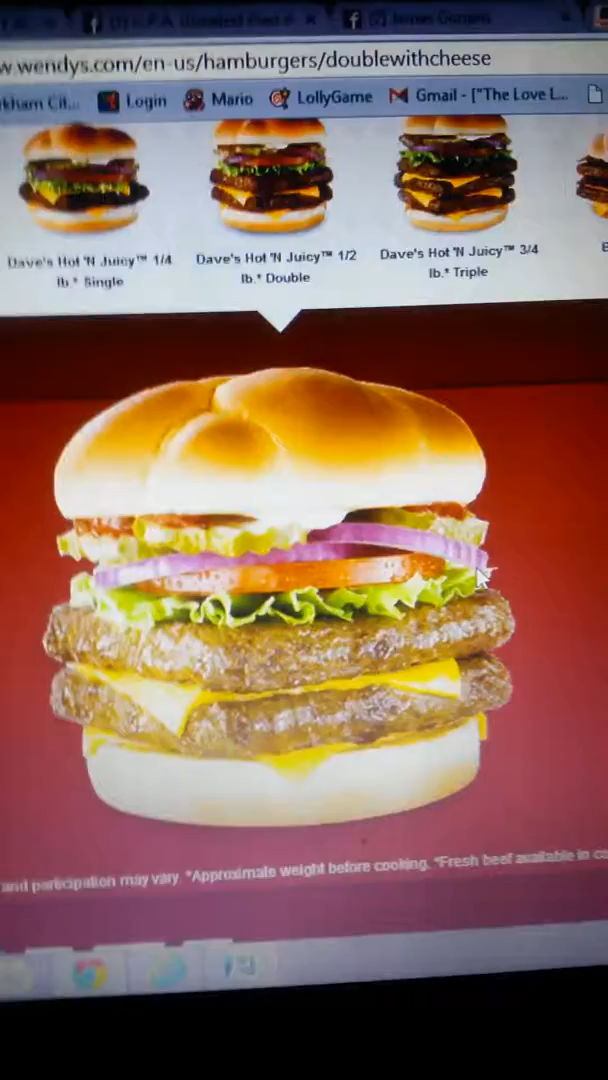 w.wendys.com/en-us/hamburgers/doublewithcheese
Login
Mario
LollyGame
Gmail - ["The Love L...
Dave's Hot 'N Juicy™ 1/4
lb.* Single
Dave's Hot 'N Juicy™ 1/2
lb.* Double
Dave's Hot 'N Juicy™ 3/4
lb.* Triple
and participation may vary. *Approximate weight before cooking. *Fresh beef available in co